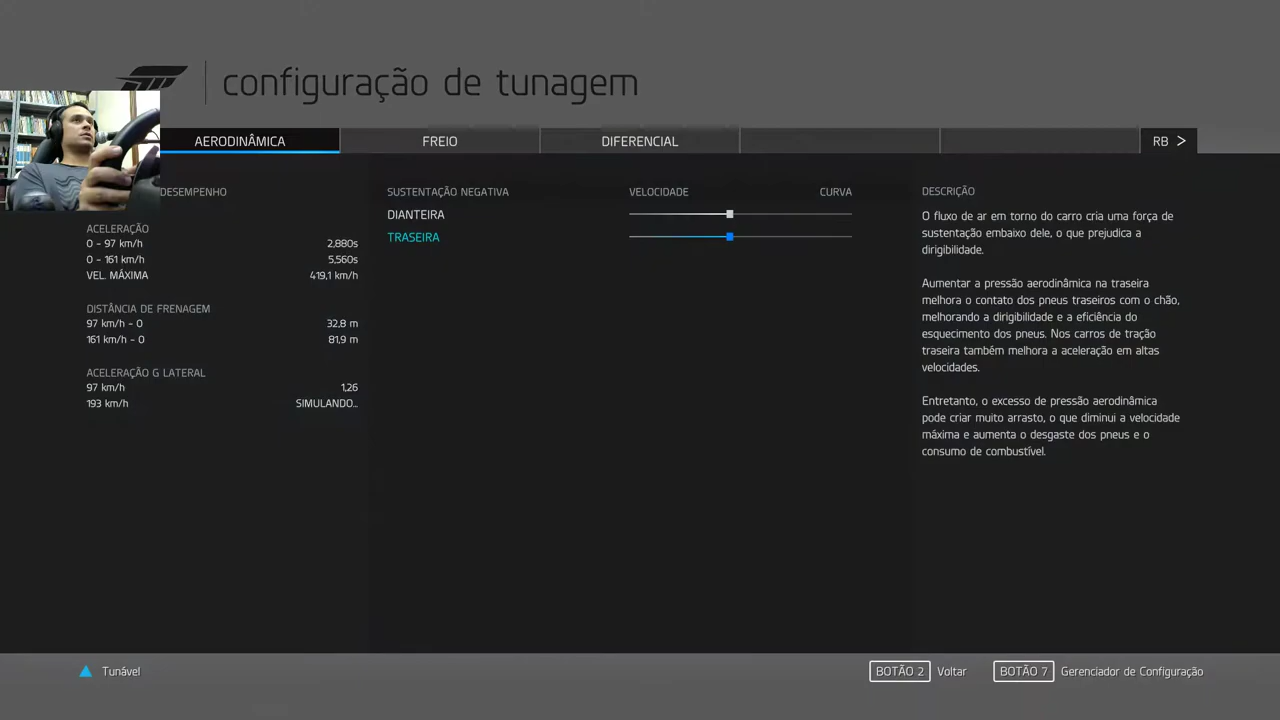 configuração de tunagem
AERODINÂMICA
FREIO
DIFERENCIAL
RB >
DESEMPENHO
ACELERAÇÃO
0 - 97 km/h 2,880s
0 - 161 km/h 5,560s
VEL. MÁXIMA 419,1 km/h
DISTÂNCIA DE FRENAGEM
97 km/h - 0 32,8 m
161 km/h - 0 81,9 m
ACELERAÇÃO G LATERAL
97 km/h 1,26
193 km/h SIMULANDO...
SUSTENTAÇÃO NEGATIVA VELOCIDADE CURVA
DIANTEIRA
TRASEIRA
DESCRIÇÃO
O fluxo de ar em torno do carro cria uma força de
sustentação embaixo dele, o que prejudica a
dirigibilidade.
Aumentar a pressão aerodinâmica na traseira
melhora o contato dos pneus traseiros com o chão,
melhorando a dirigibilidade e a eficiência do
esquecimento dos pneus. Nos carros de tração
traseira também melhora a aceleração em altas
velocidades.
Entretanto, o excesso de pressão aerodinâmica
pode criar muito arrasto, o que diminui a velocidade
máxima e aumenta o desgaste dos pneus e o
consumo de combustível.
Tunável
BOTÃO 2 Voltar
BOTÃO 7 Gerenciador de Configuração